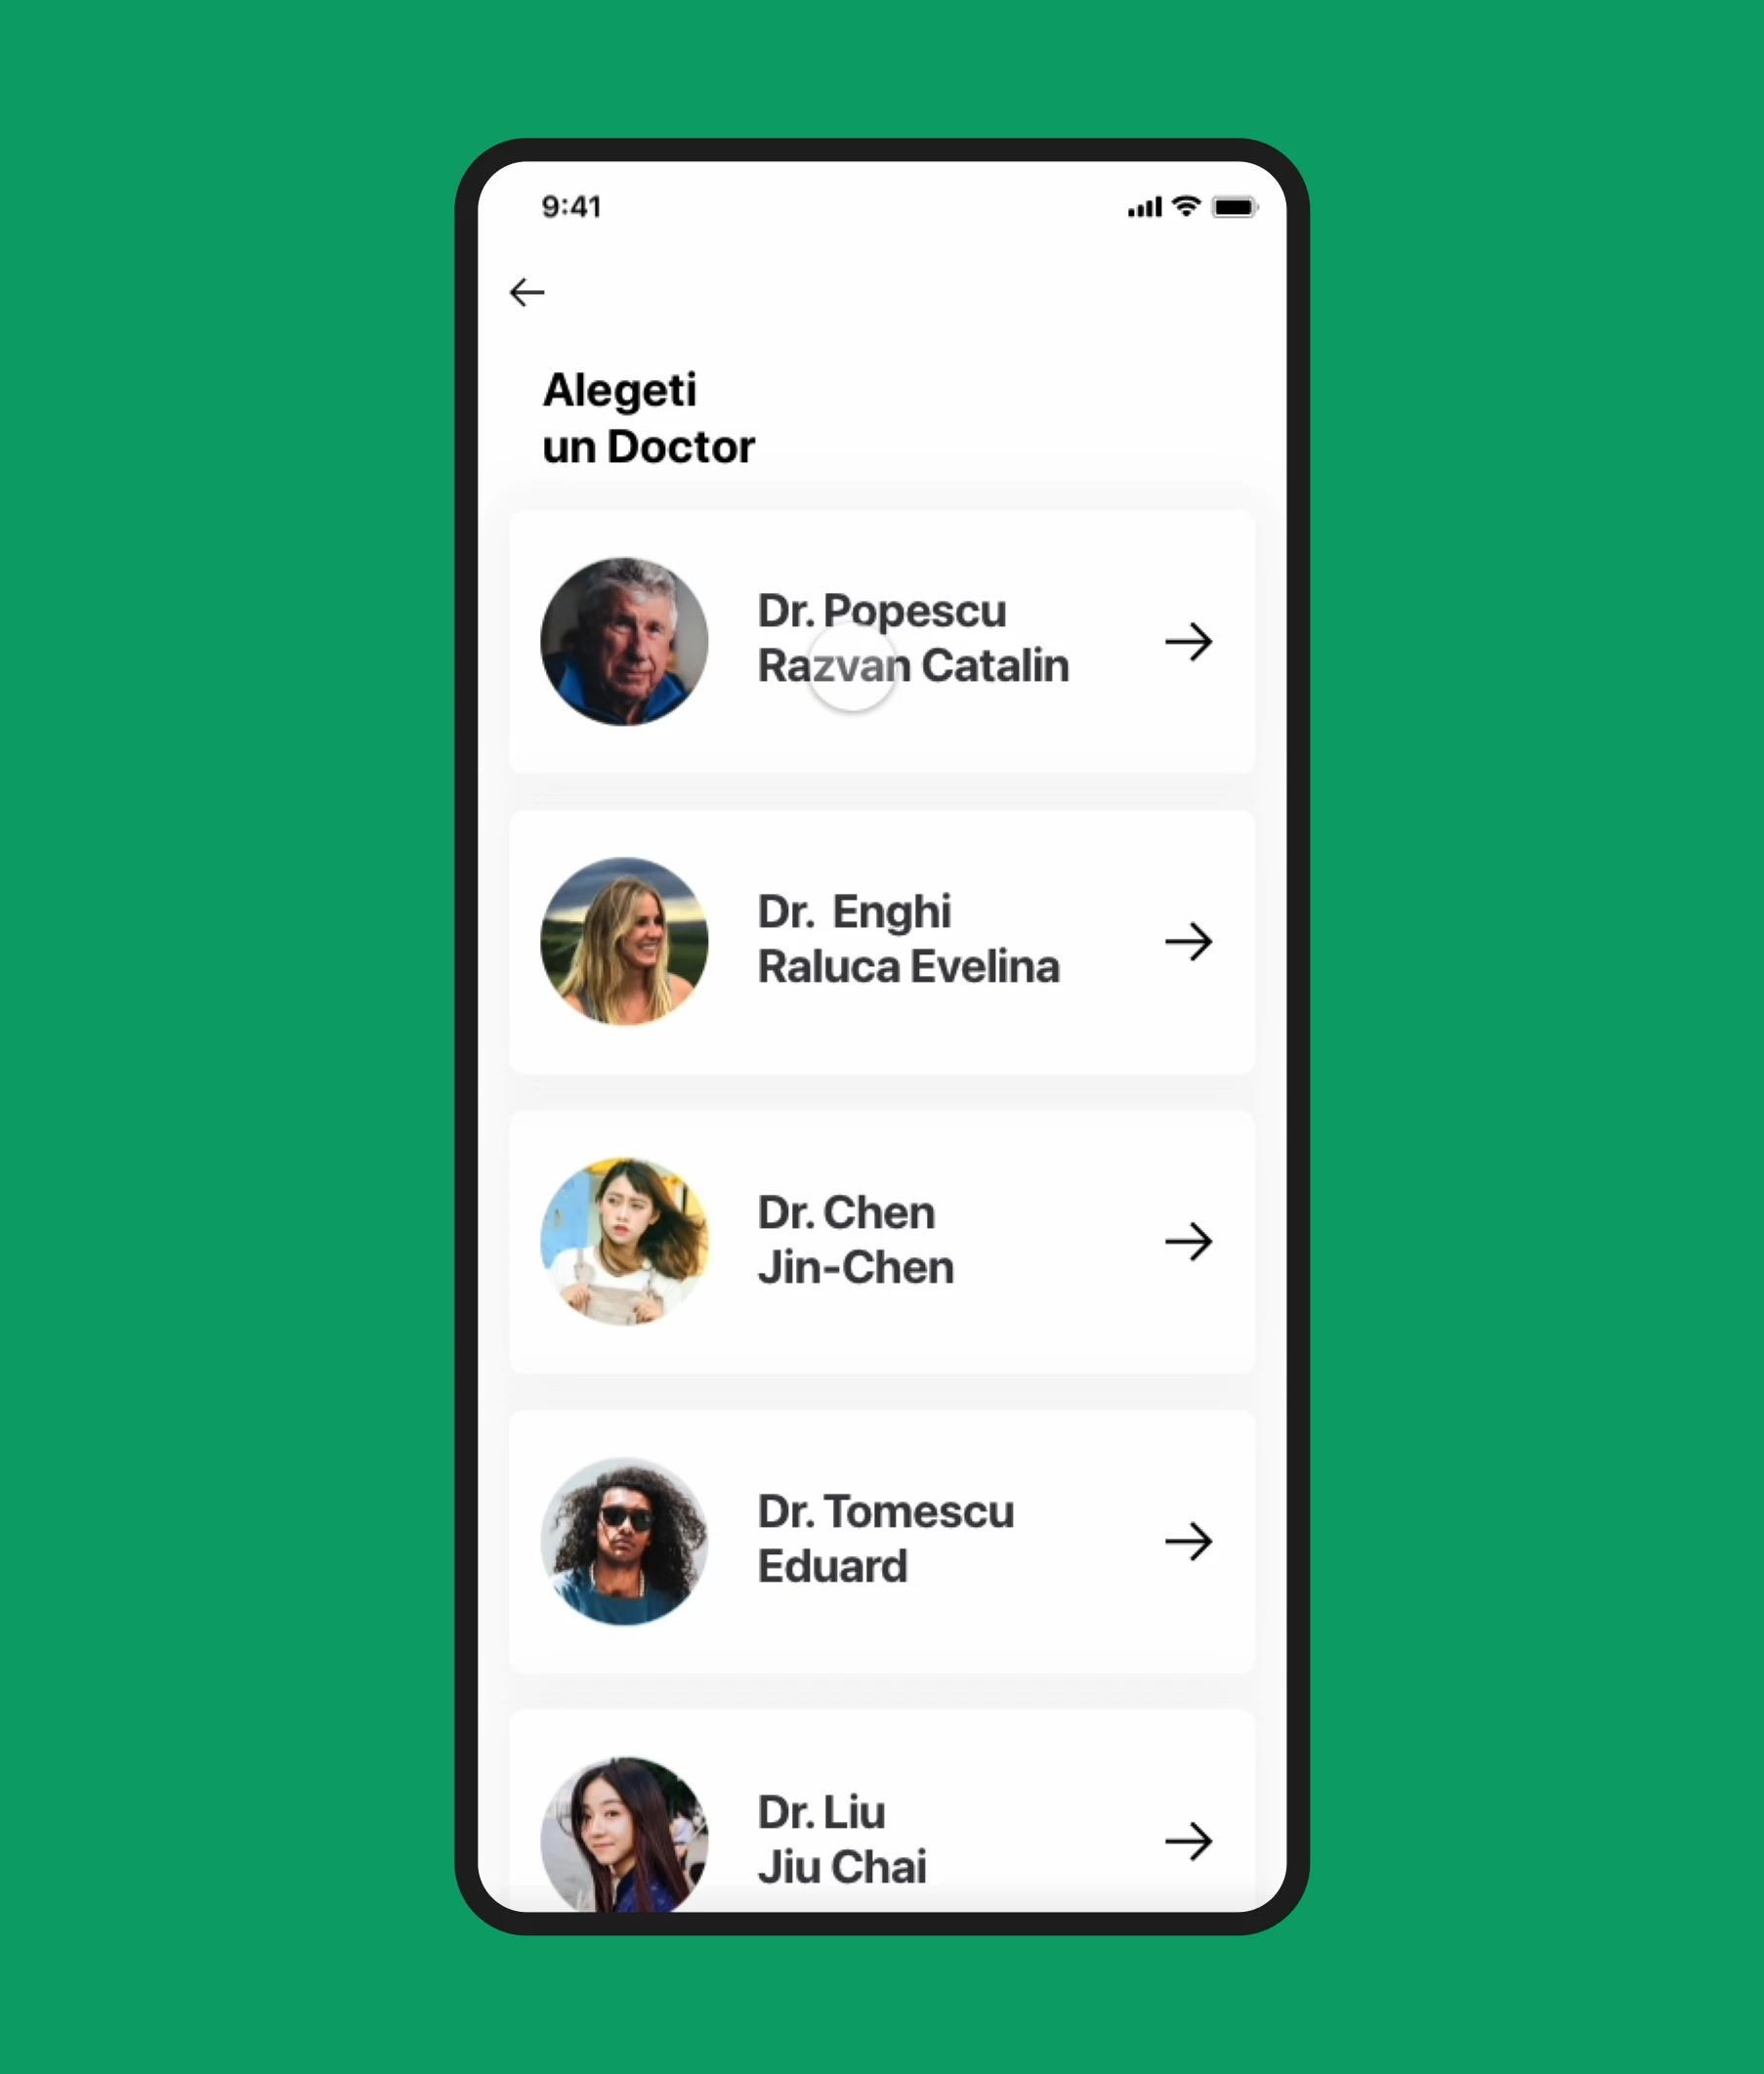 9:41
Alegeti
un Doctor
Dr. Popescu
Razvan Catalin
Dr. Enghi
Raluca Evelina
Dr. Chen
Jin-Chen
Dr. Tomescu
Eduard
Dr. Liu
Jiu Chai